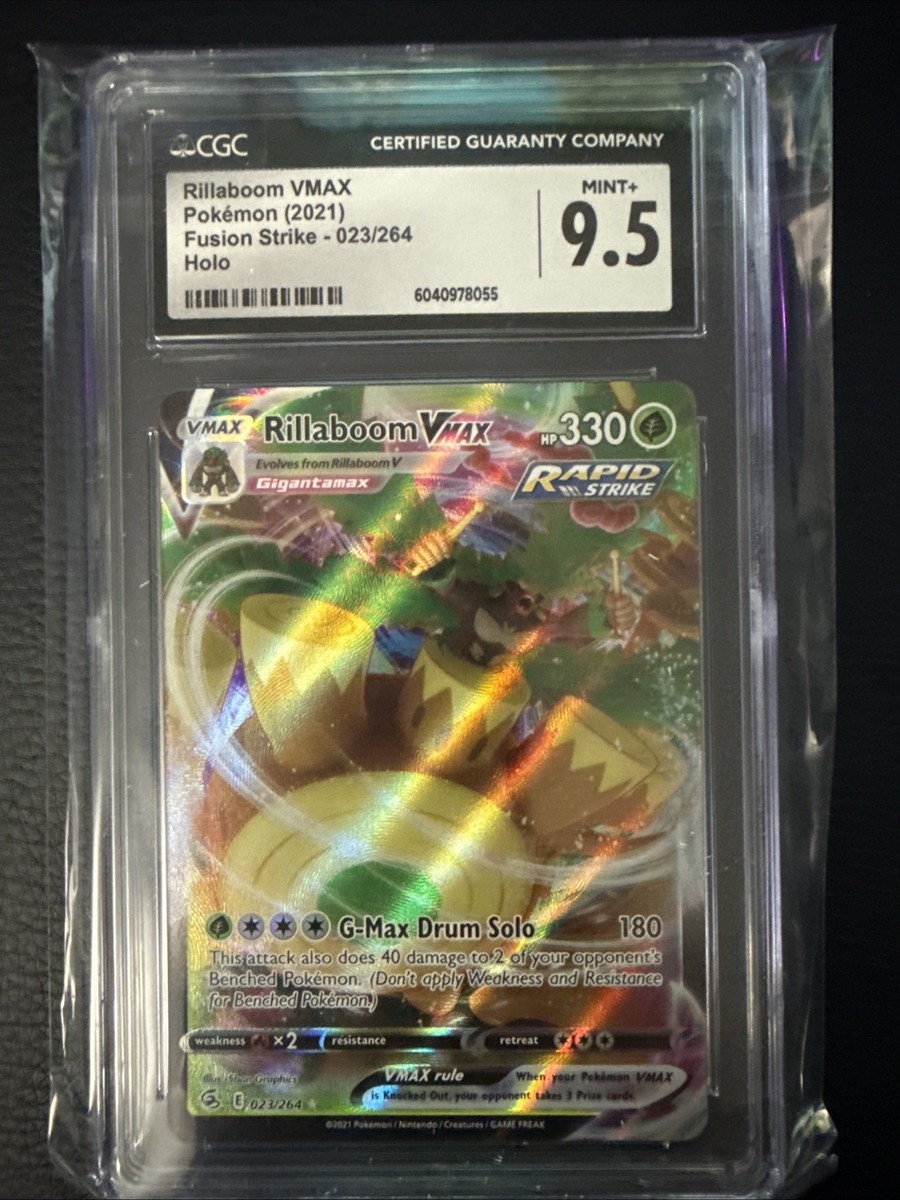 CGC
CERTIFIED GUARANTY COMPANY
Rillaboom VMAX
Pokémon (2021)
Fusion Strike - 023/264
Holo
MINT+
9.5
6040978055
VMAX Rillaboom VMAX HP 330
Evolves from Rillaboom V
Gigantamax
RAPID
STRIKE
G-Max Drum Solo 180
This attack also does 40 damage to 2 of your opponent's
Benched Pokémon. (Don't apply Weakness and Resistance
for Benched Pokémon.)
weakness ×2 resistance retreat
Illus. 5ban Graphics
VMAX rule When your Pokémon VMAX
is Knocked Out, your opponent takes 3 Prize cards.
E 023/264
©2021 Pokémon / Nintendo / Creatures / GAME FREAK